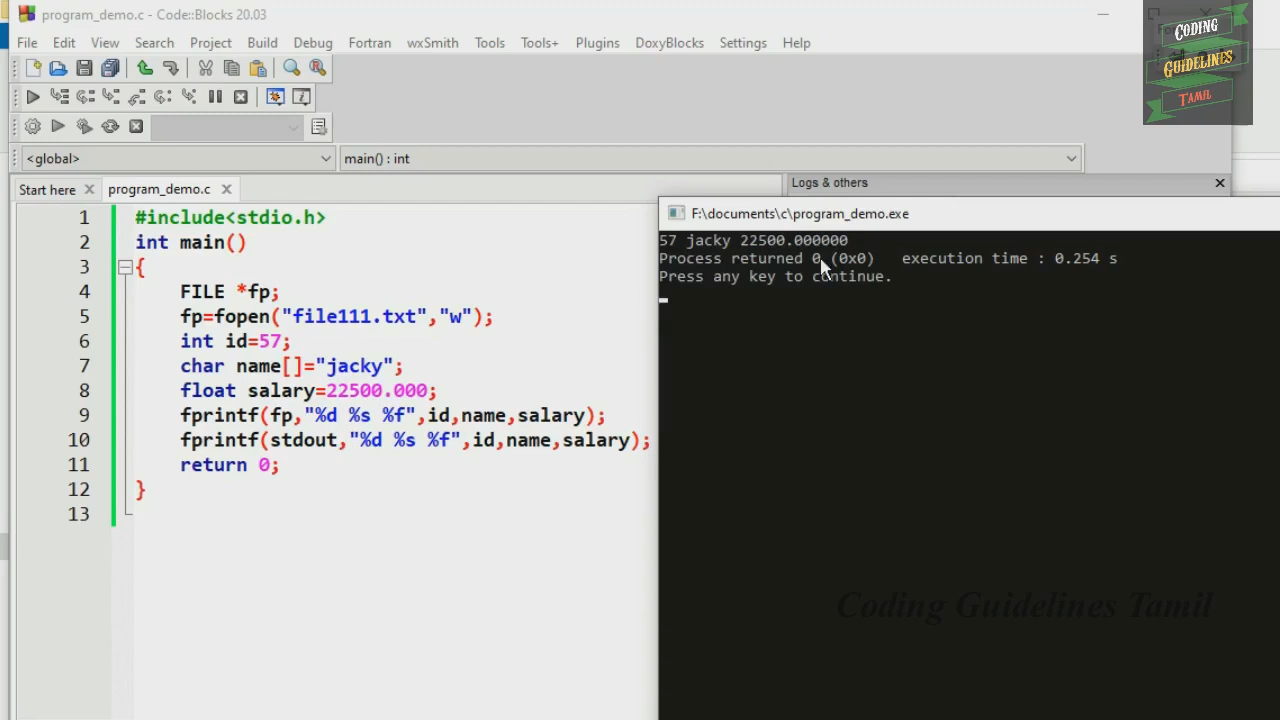 program_demo.c - Code::Blocks 20.03
File Edit View Search Project Build Debug Fortran wxSmith Tools Tools+ Plugins DoxyBlocks Settings Help
CODING
GUIDELINES
TAMIL
<global>
main() : int
Start here
program_demo.c
Logs & others
1 #include<stdio.h>
2 int main()
3 {
4 FILE *fp;
5 fp=fopen("file111.txt","w");
6 int id=57;
7 char name[]="jacky";
8 float salary=22500.000;
9 fprintf(fp,"%d %s %f",id,name,salary);
10 fprintf(stdout,"%d %s %f",id,name,salary);
11 return 0;
12 }
13
F:\documents\c\program_demo.exe
57 jacky 22500.000000
Process returned 0 (0x0) execution time : 0.254 s
Press any key to continue.
Coding Guidelines Tamil